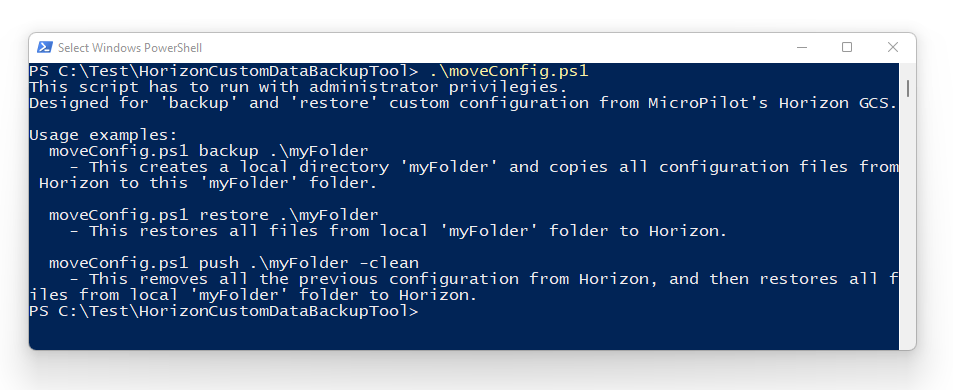 Select Windows PowerShell
PS C:\Test\HorizonCustomDataBackupTool> .\moveConfig.ps1
This script has to run with administrator privilegies.
Designed for 'backup' and 'restore' custom configuration from MicroPilot's Horizon GCS.
Usage examples:
  moveConfig.ps1 backup .\myFolder
    - This creates a local directory 'myFolder' and copies all configuration files from
 Horizon to this 'myFolder' folder.
  moveConfig.ps1 restore .\myFolder
    - This restores all files from local 'myFolder' folder to Horizon.
  moveConfig.ps1 push .\myFolder -clean
    - This removes all the previous configuration from Horizon, and then restores all f
iles from local 'myFolder' folder to Horizon.
PS C:\Test\HorizonCustomDataBackupTool>